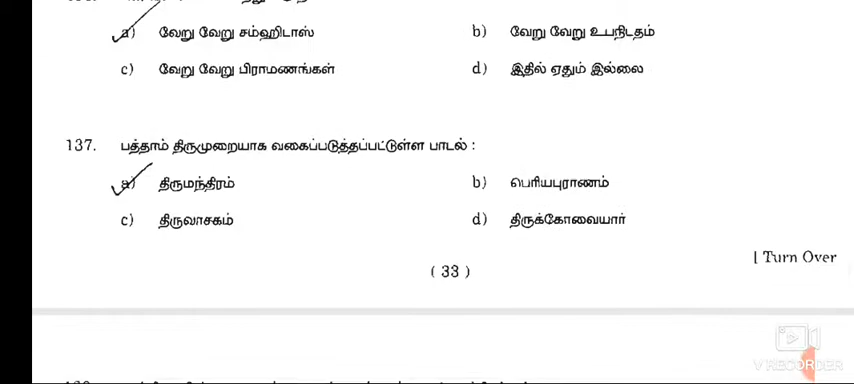 a) வேறு வேறு சம்ஹிடாஸ் b) வேறு வேறு உபநிடதம்
c) வேறு வேறு பிராமணங்கள் d) இதில் ஏதும் இல்லை
137. பத்தாம் திருமுறையாக வகைப்படுத்தப்பட்டுள்ள பாடல் :
a) திருமந்திரம் b) பெரியபுராணம்
c) திருவாசகம் d) திருக்கோவையார்
[ Turn Over
( 33 )
V RECORDER